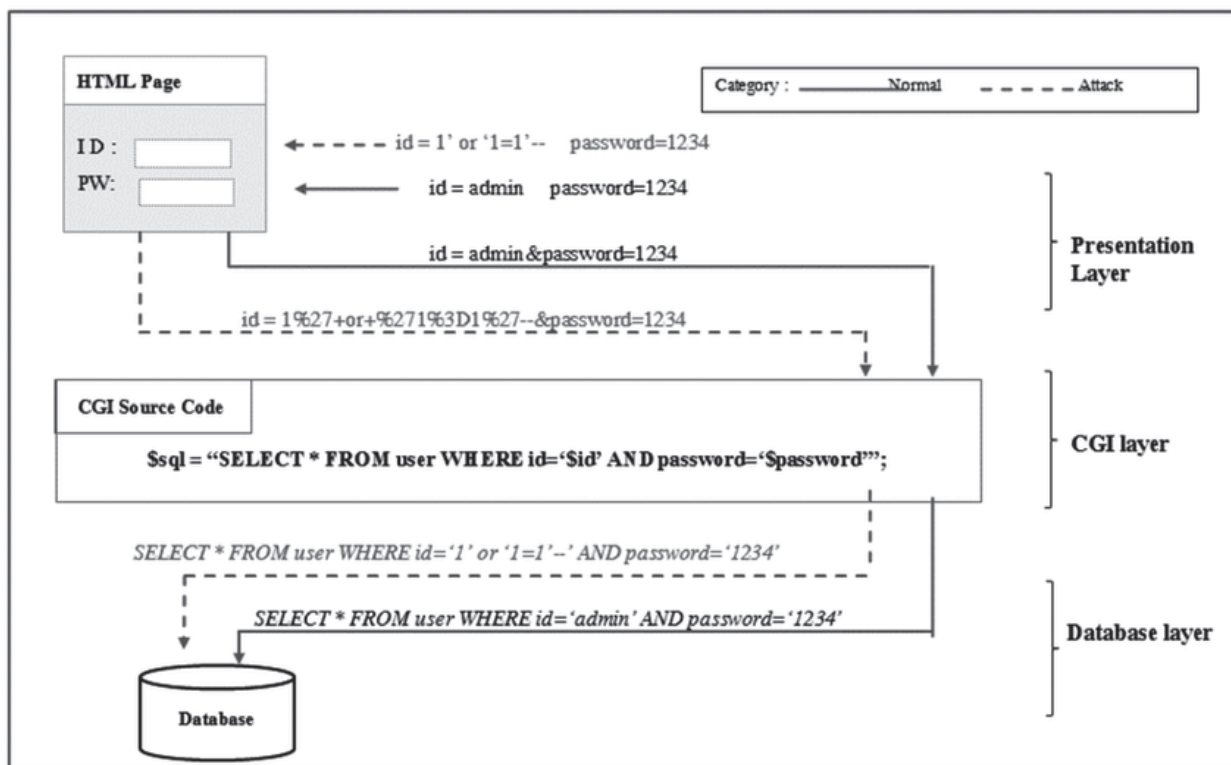 HTML Page
Category : Normal Attack
ID :
PW:
id = 1’ or ‘1=1’-- password=1234
id = admin password=1234
id = admin&password=1234
Presentation
Layer
id = 1%27+or+%271%3D1%27--&password=1234
CGI Source Code
$sql = “SELECT * FROM user WHERE id=‘$id’ AND password=‘$password’”;
CGI layer
SELECT * FROM user WHERE id=‘1’ or ‘1=1’--’ AND password=‘1234’
SELECT * FROM user WHERE id=‘admin’ AND password=‘1234’
Database layer
Database